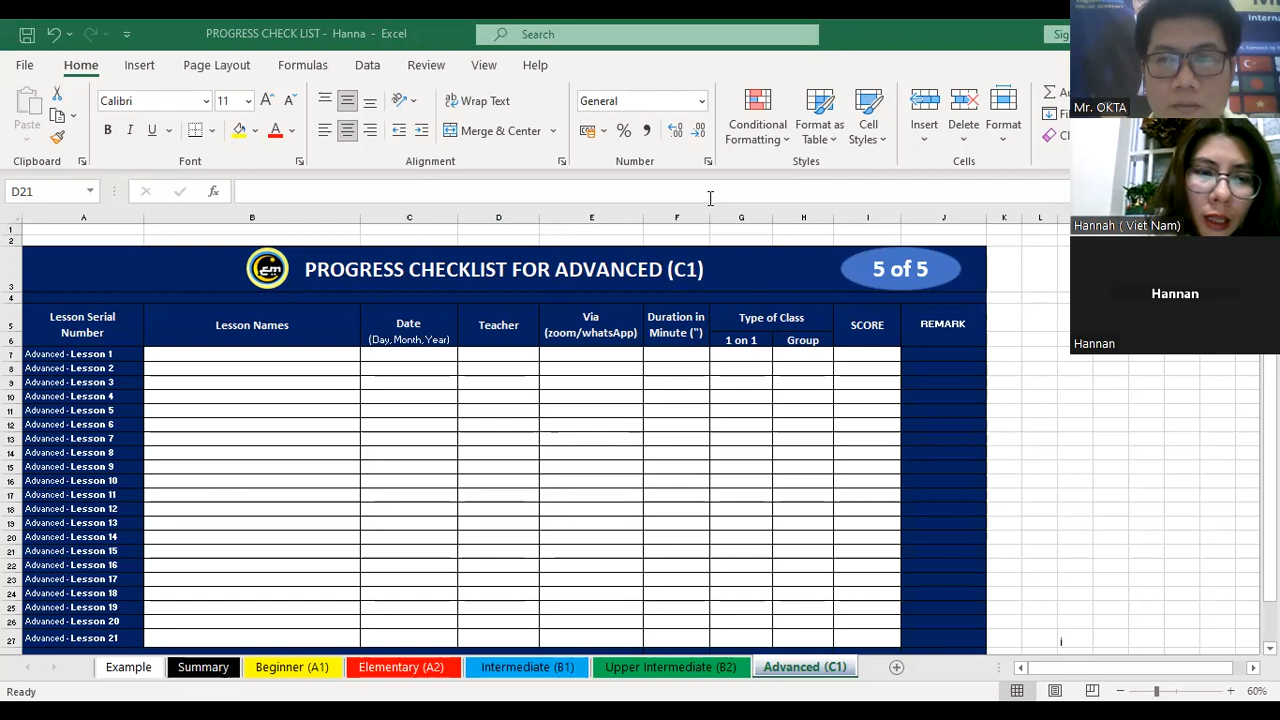 PROGRESS CHECK LIST - Hanna - Excel
Search
File Home Insert Page Layout Formulas Data Review View Help
Calibri 11
Wrap Text
General
Paste
Merge & Center
Conditional Formatting
Format as Table
Cell Styles
Insert Delete Format
Clipboard Font Alignment Number Styles Cells
D21
A B C D E F G H I J K L
PROGRESS CHECKLIST FOR ADVANCED (C1)
5 of 5
Lesson Serial Number
Lesson Names
Date
(Day, Month, Year)
Teacher
Via
(zoom/whatsApp)
Duration in
Minute (")
Type of Class
1 on 1
Group
SCORE
REMARK
Advanced - Lesson 1
Advanced - Lesson 2
Advanced - Lesson 3
Advanced - Lesson 4
Advanced - Lesson 5
Advanced - Lesson 6
Advanced - Lesson 7
Advanced - Lesson 8
Advanced - Lesson 9
Advanced - Lesson 10
Advanced - Lesson 11
Advanced - Lesson 12
Advanced - Lesson 13
Advanced - Lesson 14
Advanced - Lesson 15
Advanced - Lesson 16
Advanced - Lesson 17
Advanced - Lesson 18
Advanced - Lesson 19
Advanced - Lesson 20
Advanced - Lesson 21
i
Example Summary Beginner (A1) Elementary (A2) Intermediate (B1) Upper Intermediate (B2) Advanced (C1)
Ready
60%
Mr. OKTA
Hannah ( Viet Nam)
Hannan
Hannan